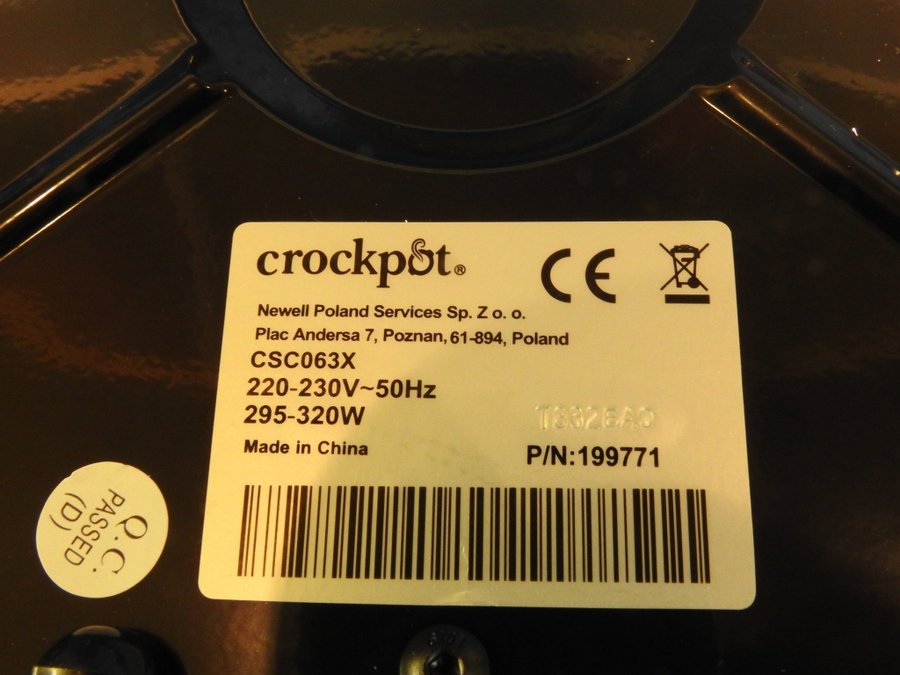 crockpot®
CE
Newell Poland Services Sp. Z o. o.
Plac Andersa 7, Poznan, 61-894, Poland
CSC063X
220-230V~50Hz
295-320W
Made in China
P/N:199771
Q.C.
PASSED
(D)